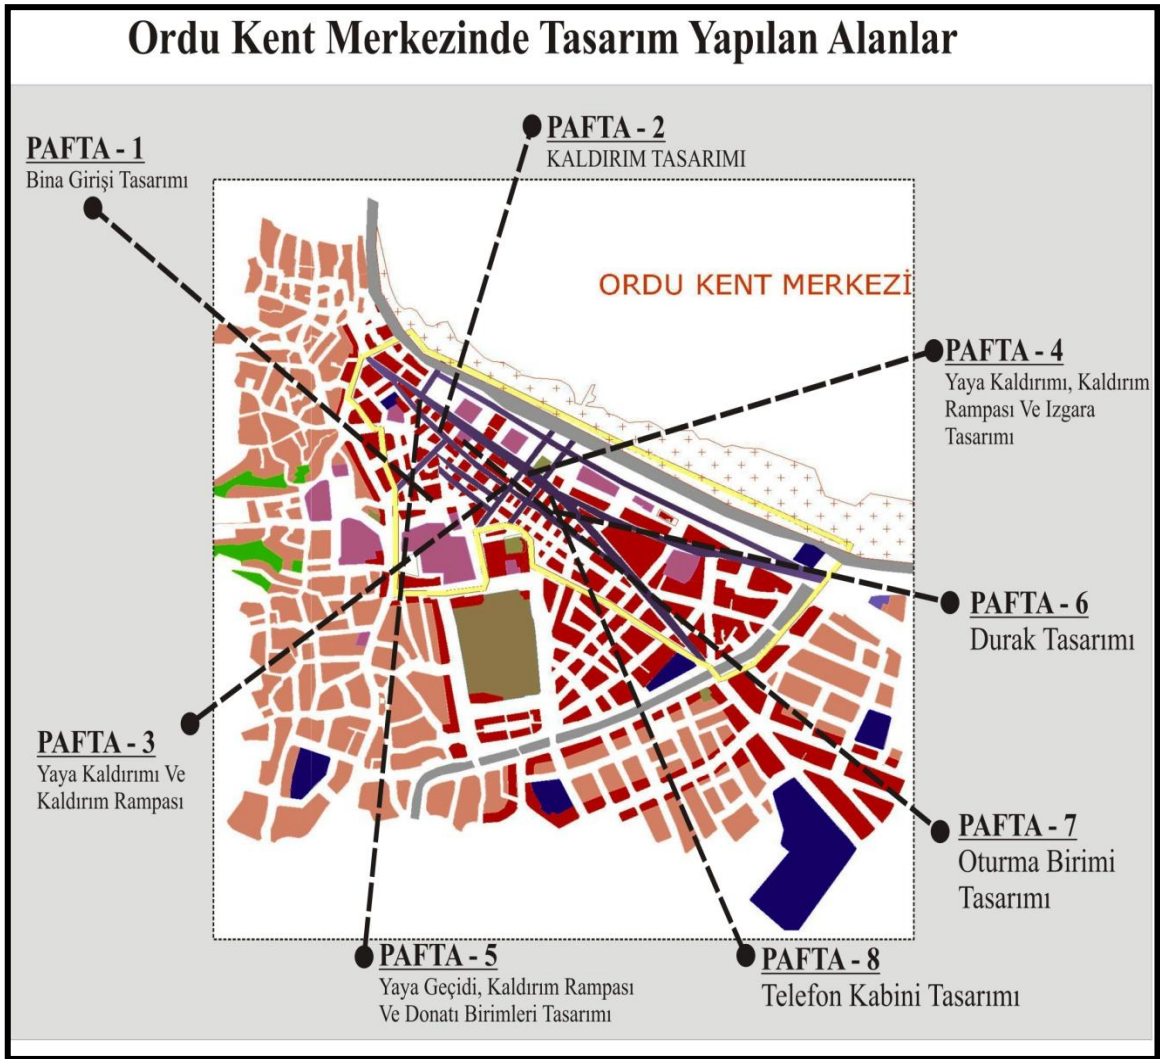 Ordu Kent Merkezinde Tasarım Yapılan Alanlar
PAFTA - 1
Bina Girişi Tasarımı
PAFTA - 2
KALDIRIM TASARIMI
ORDU KENT MERKEZİ
PAFTA - 4
Yaya Kaldırımı, Kaldırım
Rampası Ve Izgara
Tasarımı
PAFTA - 6
Durak Tasarımı
PAFTA - 3
Yaya Kaldırımı Ve
Kaldırım Rampası
PAFTA - 7
Oturma Birimi
Tasarımı
PAFTA - 5
Yaya Geçidi, Kaldırım Rampası
Ve Donatı Birimleri Tasarımı
PAFTA - 8
Telefon Kabini Tasarımı